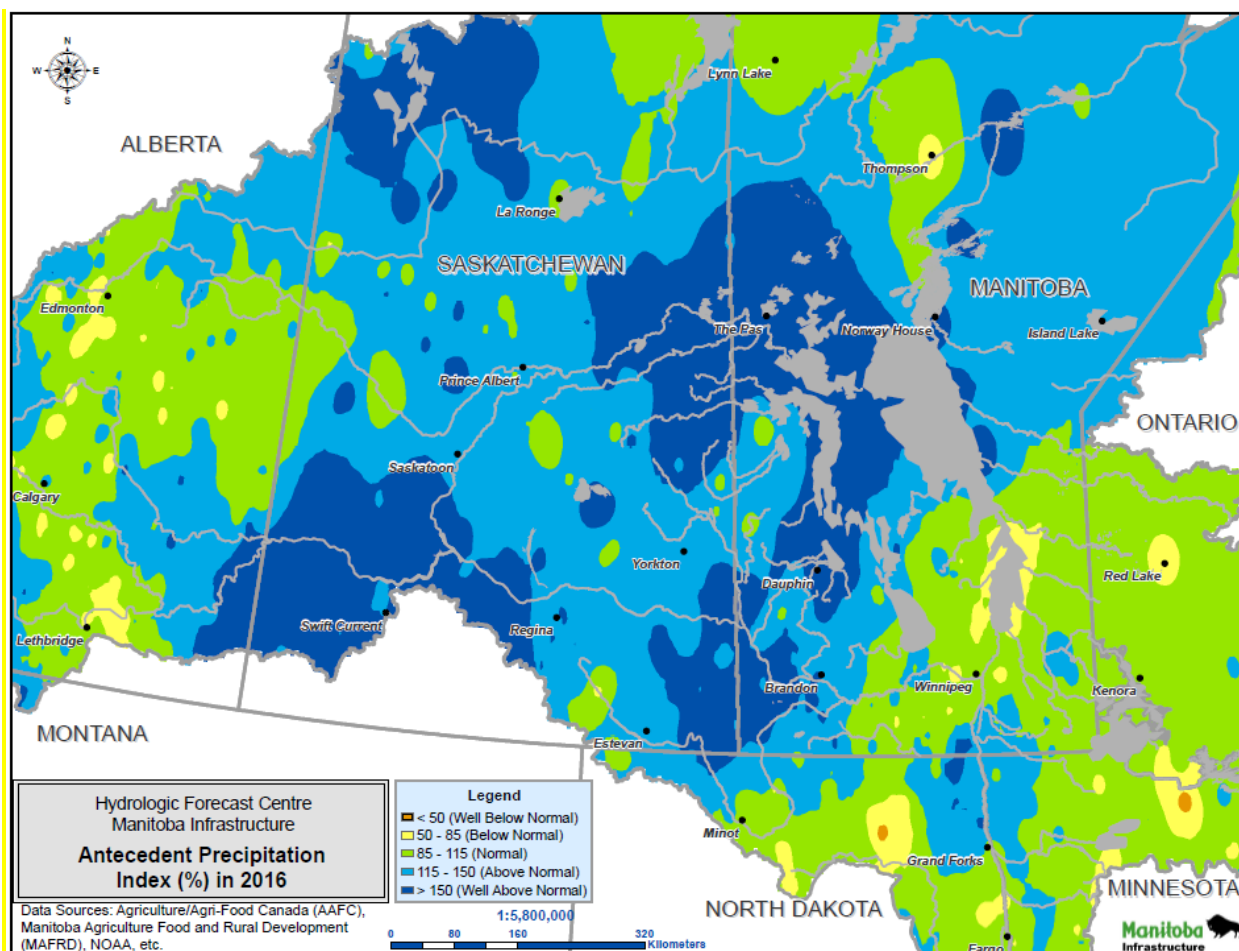 N
W E
S
Lynn Lake
ALBERTA
Thompson
La Ronge
SASKATCHEWAN
MANITOBA
Edmonton
The Pas
Norway House
Island Lake
Prince Albert
ONTARIO
Saskatoon
Calgary
Yorkton
Dauphin
Red Lake
Lethbridge
Swift Current
Regina
Brandon
Winnipeg
Kenora
MONTANA
Estevan
Minot
Grand Forks
MINNESOTA
NORTH DAKOTA
Fargo
Hydrologic Forecast Centre
Manitoba Infrastructure
Antecedent Precipitation
Index (%) in 2016
Data Sources: Agriculture/Agri-Food Canada (AAFC),
Manitoba Agriculture Food and Rural Development
(MAFRD), NOAA, etc.
Legend
< 50 (Well Below Normal)
50 - 85 (Below Normal)
85 - 115 (Normal)
115 - 150 (Above Normal)
> 150 (Well Above Normal)
1:5,800,000
0 80 160 320
Kilometers
Manitoba
Infrastructure